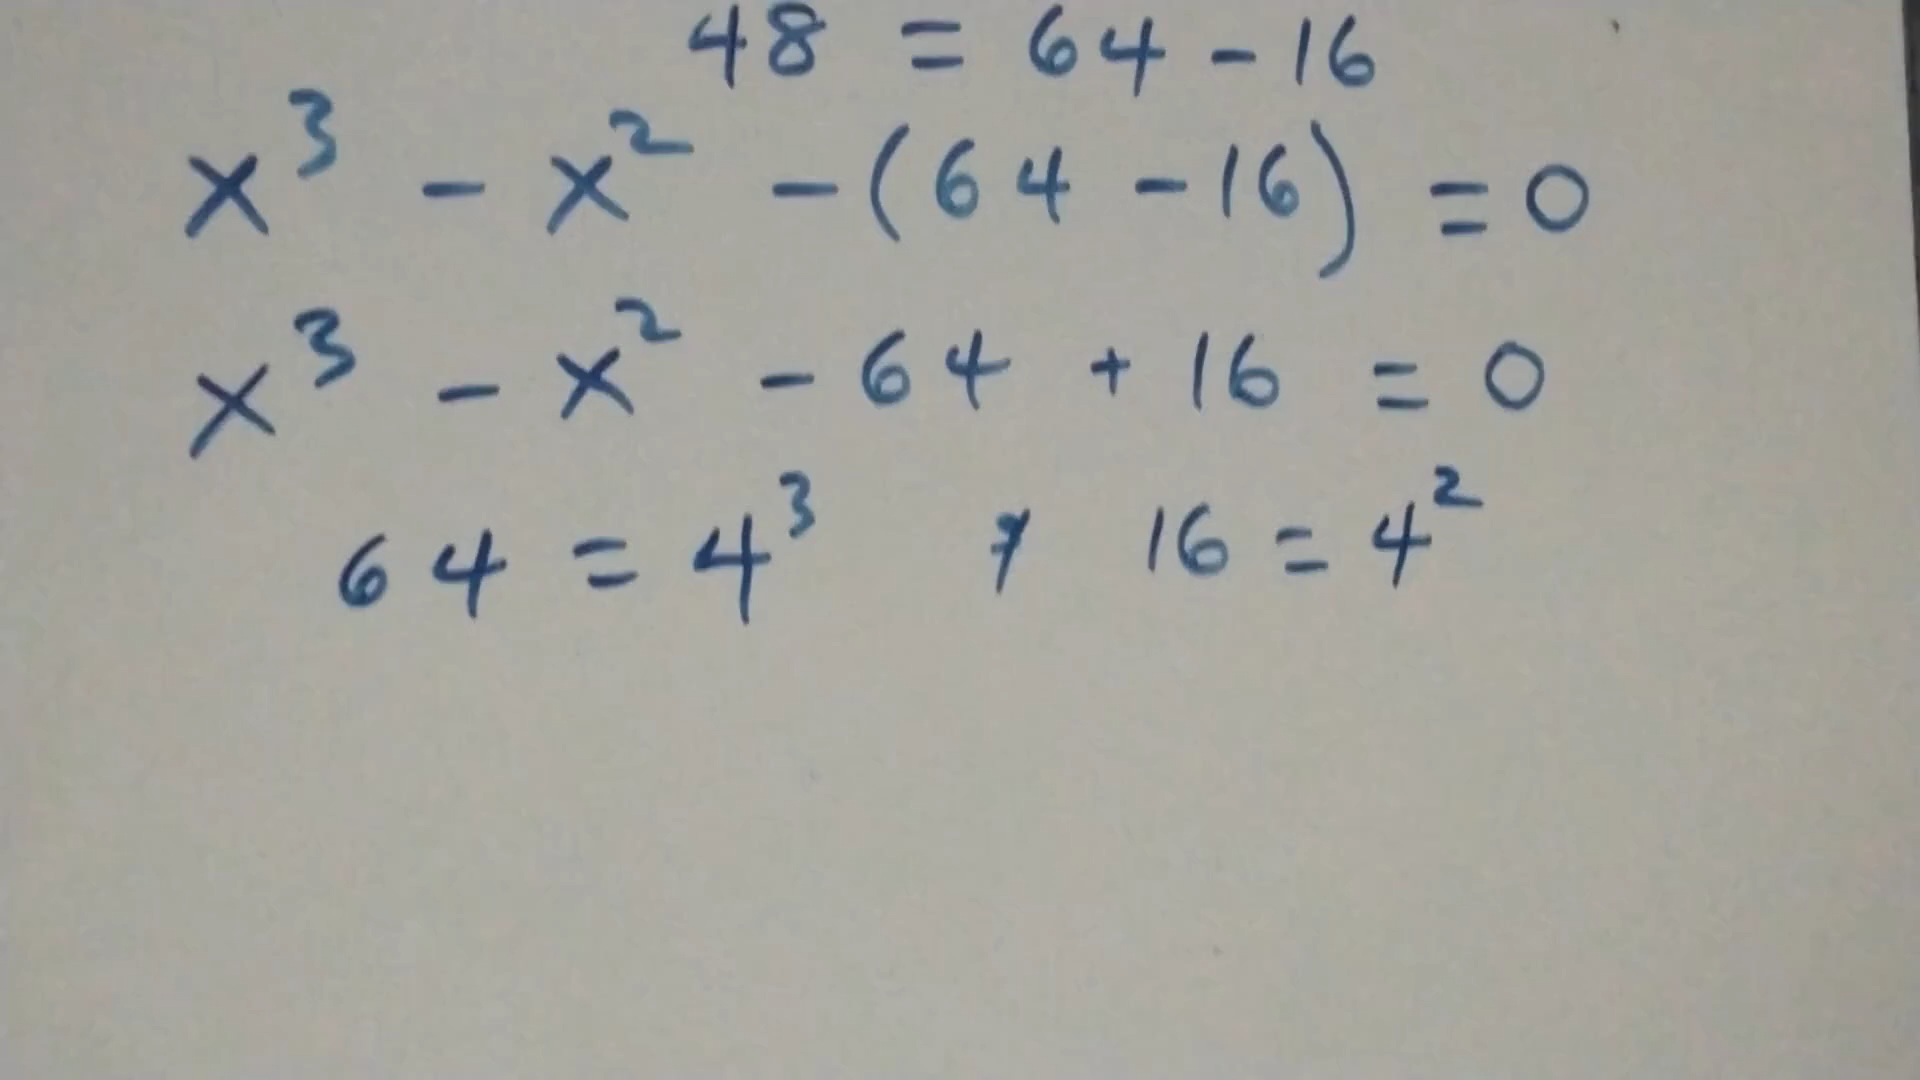 48 = 64 - 16
x³ - x² - (64 - 16) = 0
x³ - x² - 64 + 16 = 0
64 = 4³ , 16 = 4²